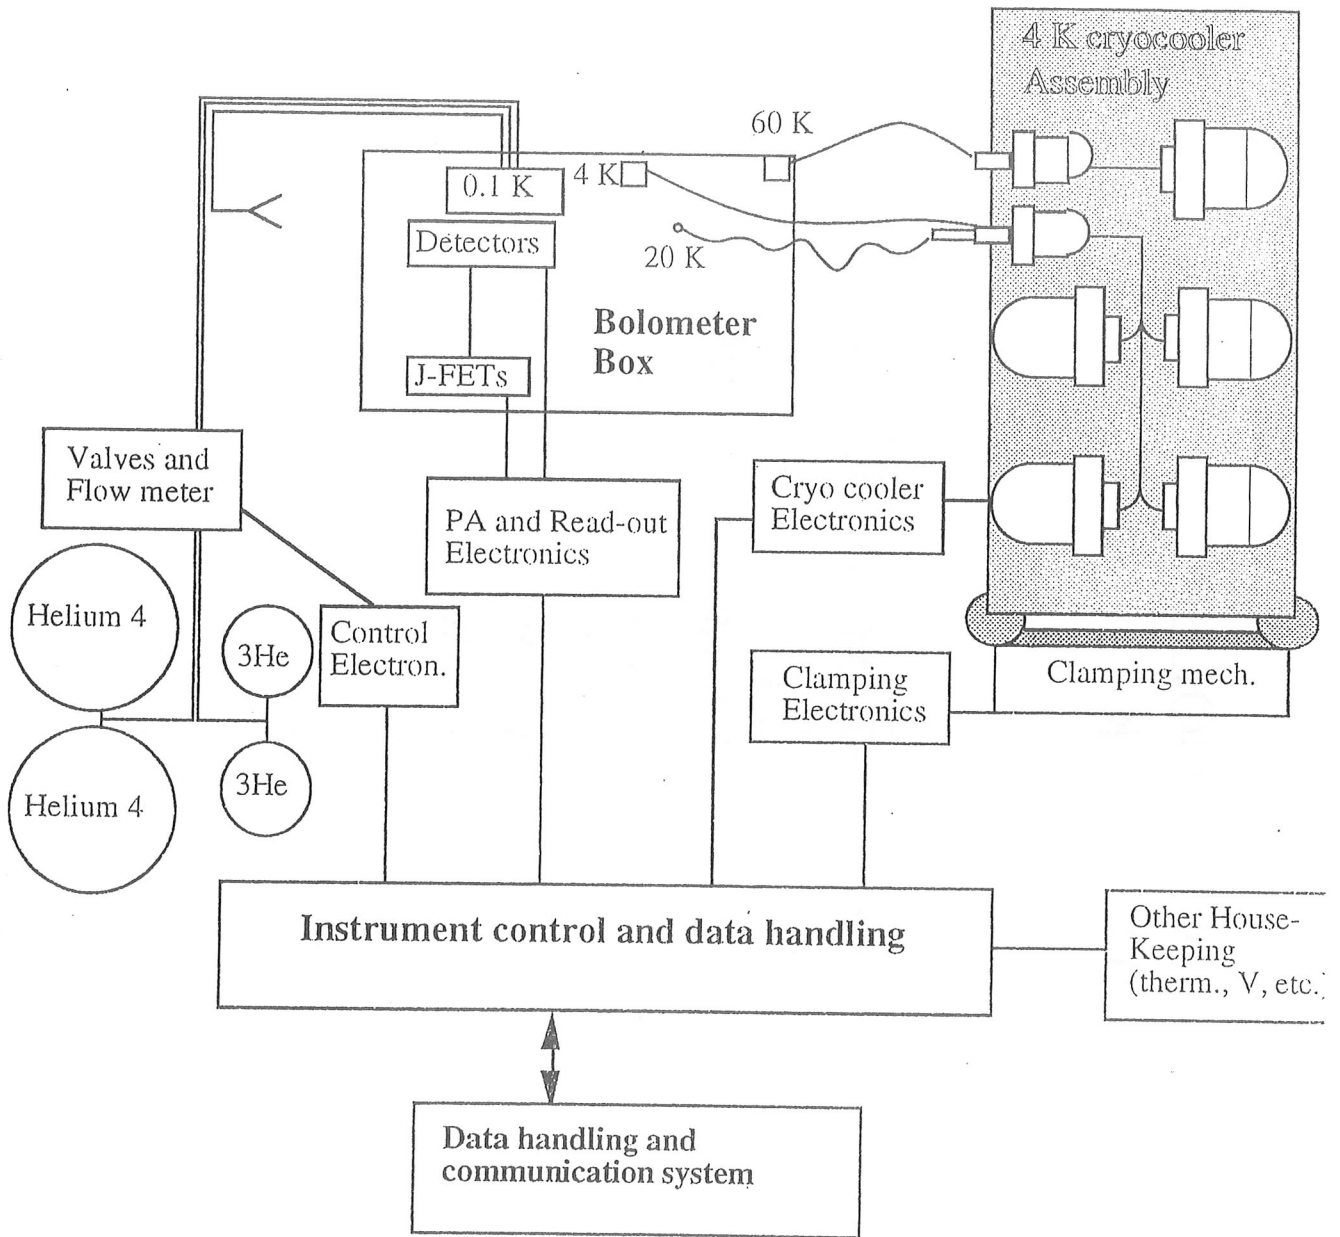 4 K cryocooler
Assembly
60 K
0.1 K
4 K
Detectors
20 K
Bolometer
Box
J-FETs
Valves and
Flow meter
PA and Read-out
Electronics
Cryo cooler
Electronics
Helium 4
3He
Control
Electron.
Clamping mech.
Clamping
Electronics
Helium 4
3He
Instrument control and data handling
Other House-
Keeping
(therm., V, etc.)
Data handling and
communication system